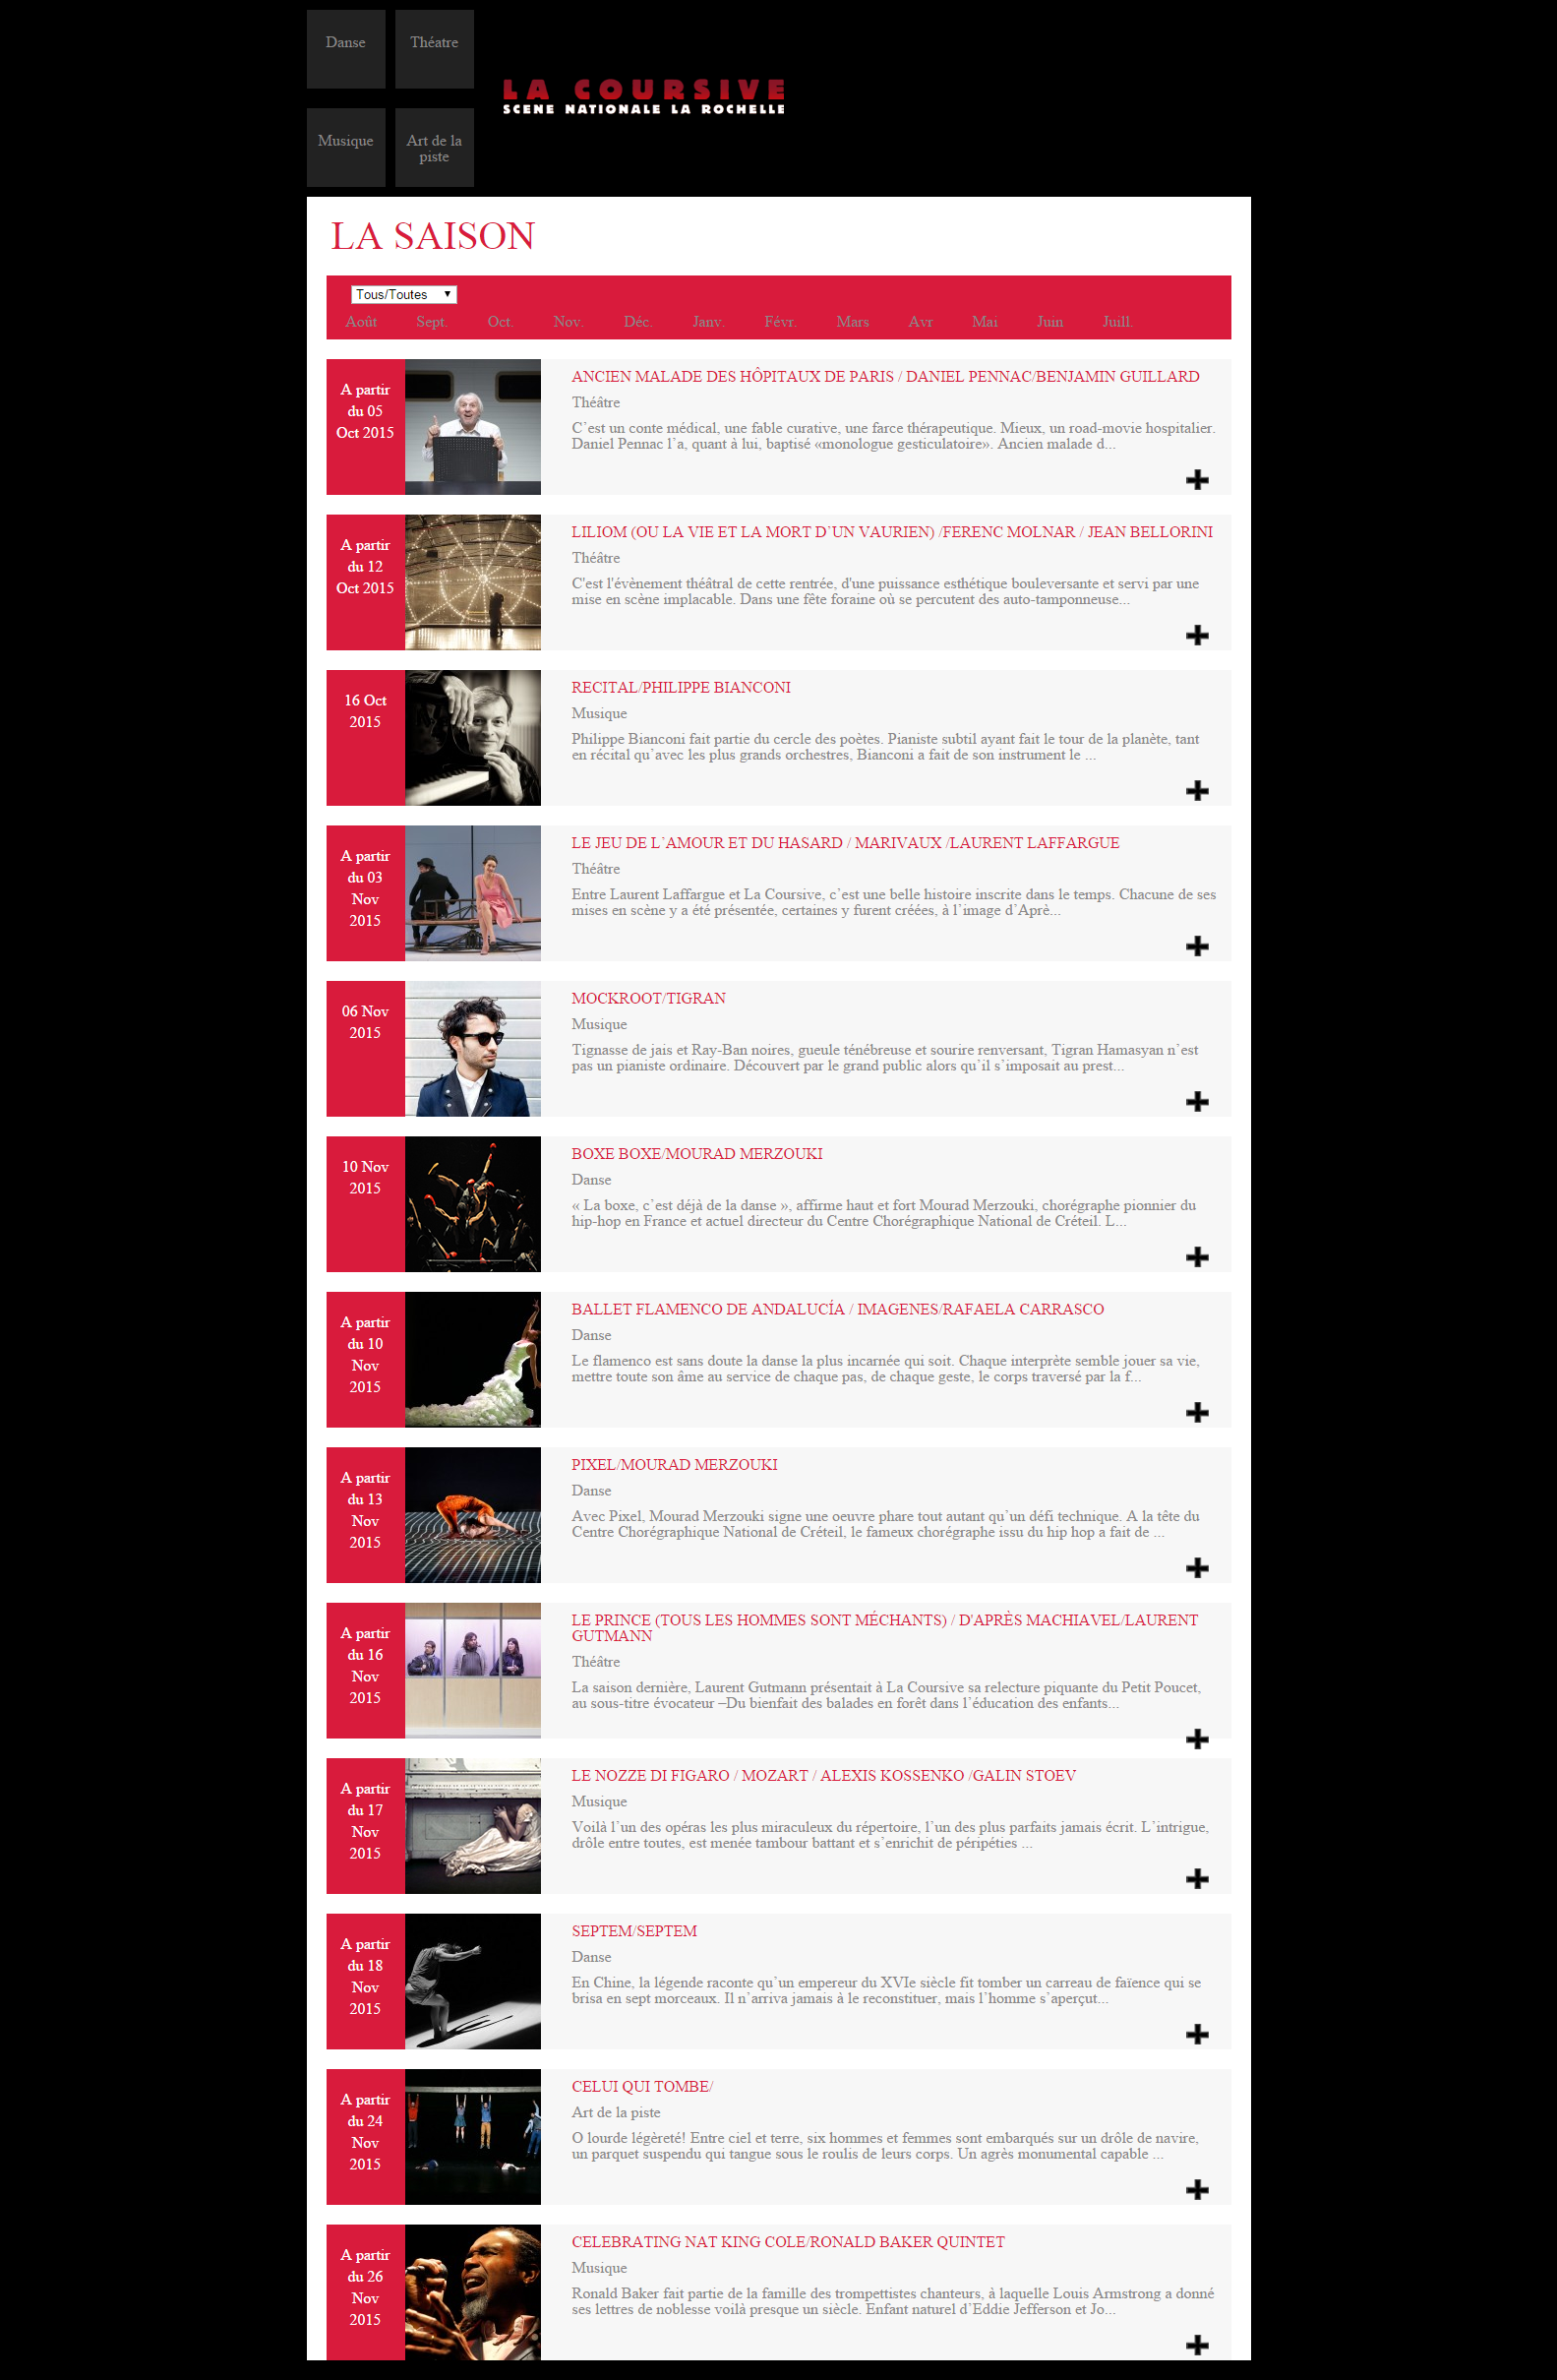 Danse
Théatre
Musique
Art de la
piste
LA COURSIVE
SCENE NATIONALE LA ROCHELLE
LA SAISON
Tous/Toutes
Août Sept. Oct. Nov. Déc. Janv. Févr. Mars Avr Mai Juin Juill.
A partir
du 05
Oct 2015
ANCIEN MALADE DES HÔPITAUX DE PARIS / DANIEL PENNAC/BENJAMIN GUILLARD
Théâtre
C’est un conte médical, une fable curative, une farce thérapeutique. Mieux, un road-movie hospitalier.
Daniel Pennac l’a, quant à lui, baptisé «monologue gesticulatoire». Ancien malade d...
A partir
du 12
Oct 2015
LILIOM (OU LA VIE ET LA MORT D’UN VAURIEN) /FERENC MOLNAR / JEAN BELLORINI
Théâtre
C'est l'évènement théâtral de cette rentrée, d'une puissance esthétique bouleversante et servi par une
mise en scène implacable. Dans une fête foraine où se percutent des auto-tamponneuse...
16 Oct
2015
RECITAL/PHILIPPE BIANCONI
Musique
Philippe Bianconi fait partie du cercle des poètes. Pianiste subtil ayant fait le tour de la planète, tant
en récital qu’avec les plus grands orchestres, Bianconi a fait de son instrument le ...
A partir
du 03
Nov
2015
LE JEU DE L’AMOUR ET DU HASARD / MARIVAUX /LAURENT LAFFARGUE
Théâtre
Entre Laurent Laffargue et La Coursive, c’est une belle histoire inscrite dans le temps. Chacune de ses
mises en scène y a été présentée, certaines y furent créées, à l’image d’Aprè...
06 Nov
2015
MOCKROOT/TIGRAN
Musique
Tignasse de jais et Ray-Ban noires, gueule ténébreuse et sourire renversant, Tigran Hamasyan n’est
pas un pianiste ordinaire. Découvert par le grand public alors qu’il s’imposait au prest...
10 Nov
2015
BOXE BOXE/MOURAD MERZOUKI
Danse
« La boxe, c’est déjà de la danse », affirme haut et fort Mourad Merzouki, chorégraphe pionnier du
hip-hop en France et actuel directeur du Centre Chorégraphique National de Créteil. L...
A partir
du 10
Nov
2015
BALLET FLAMENCO DE ANDALUCÍA / IMAGENES/RAFAELA CARRASCO
Danse
Le flamenco est sans doute la danse la plus incarnée qui soit. Chaque interprète semble jouer sa vie,
mettre toute son âme au service de chaque pas, de chaque geste, le corps traversé par la f...
A partir
du 13
Nov
2015
PIXEL/MOURAD MERZOUKI
Danse
Avec Pixel, Mourad Merzouki signe une oeuvre phare tout autant qu’un défi technique. A la tête du
Centre Chorégraphique National de Créteil, le fameux chorégraphe issu du hip hop a fait de ...
A partir
du 16
Nov
2015
LE PRINCE (TOUS LES HOMMES SONT MÉCHANTS) / D'APRÈS MACHIAVEL/LAURENT
GUTMANN
Théâtre
La saison dernière, Laurent Gutmann présentait à La Coursive sa relecture piquante du Petit Poucet,
au sous-titre évocateur –Du bienfait des balades en forêt dans l’éducation des enfants...
A partir
du 17
Nov
2015
LE NOZZE DI FIGARO / MOZART / ALEXIS KOSSENKO /GALIN STOEV
Musique
Voilà l’un des opéras les plus miraculeux du répertoire, l’un des plus parfaits jamais écrit. L’intrigue,
drôle entre toutes, est menée tambour battant et s’enrichit de péripéties ...
A partir
du 18
Nov
2015
SEPTEM/SEPTEM
Danse
En Chine, la légende raconte qu’un empereur du XVIe siècle fit tomber un carreau de faïence qui se
brisa en sept morceaux. Il n’arriva jamais à le reconstituer, mais l’homme s’aperçut...
A partir
du 24
Nov
2015
CELUI QUI TOMBE/
Art de la piste
O lourde légèreté! Entre ciel et terre, six hommes et femmes sont embarqués sur un drôle de navire,
un parquet suspendu qui tangue sous le roulis de leurs corps. Un agrès monumental capable ...
A partir
du 26
Nov
2015
CELEBRATING NAT KING COLE/RONALD BAKER QUINTET
Musique
Ronald Baker fait partie de la famille des trompettistes chanteurs, à laquelle Louis Armstrong a donné
ses lettres de noblesse voilà presque un siècle. Enfant naturel d’Eddie Jefferson et Jo...